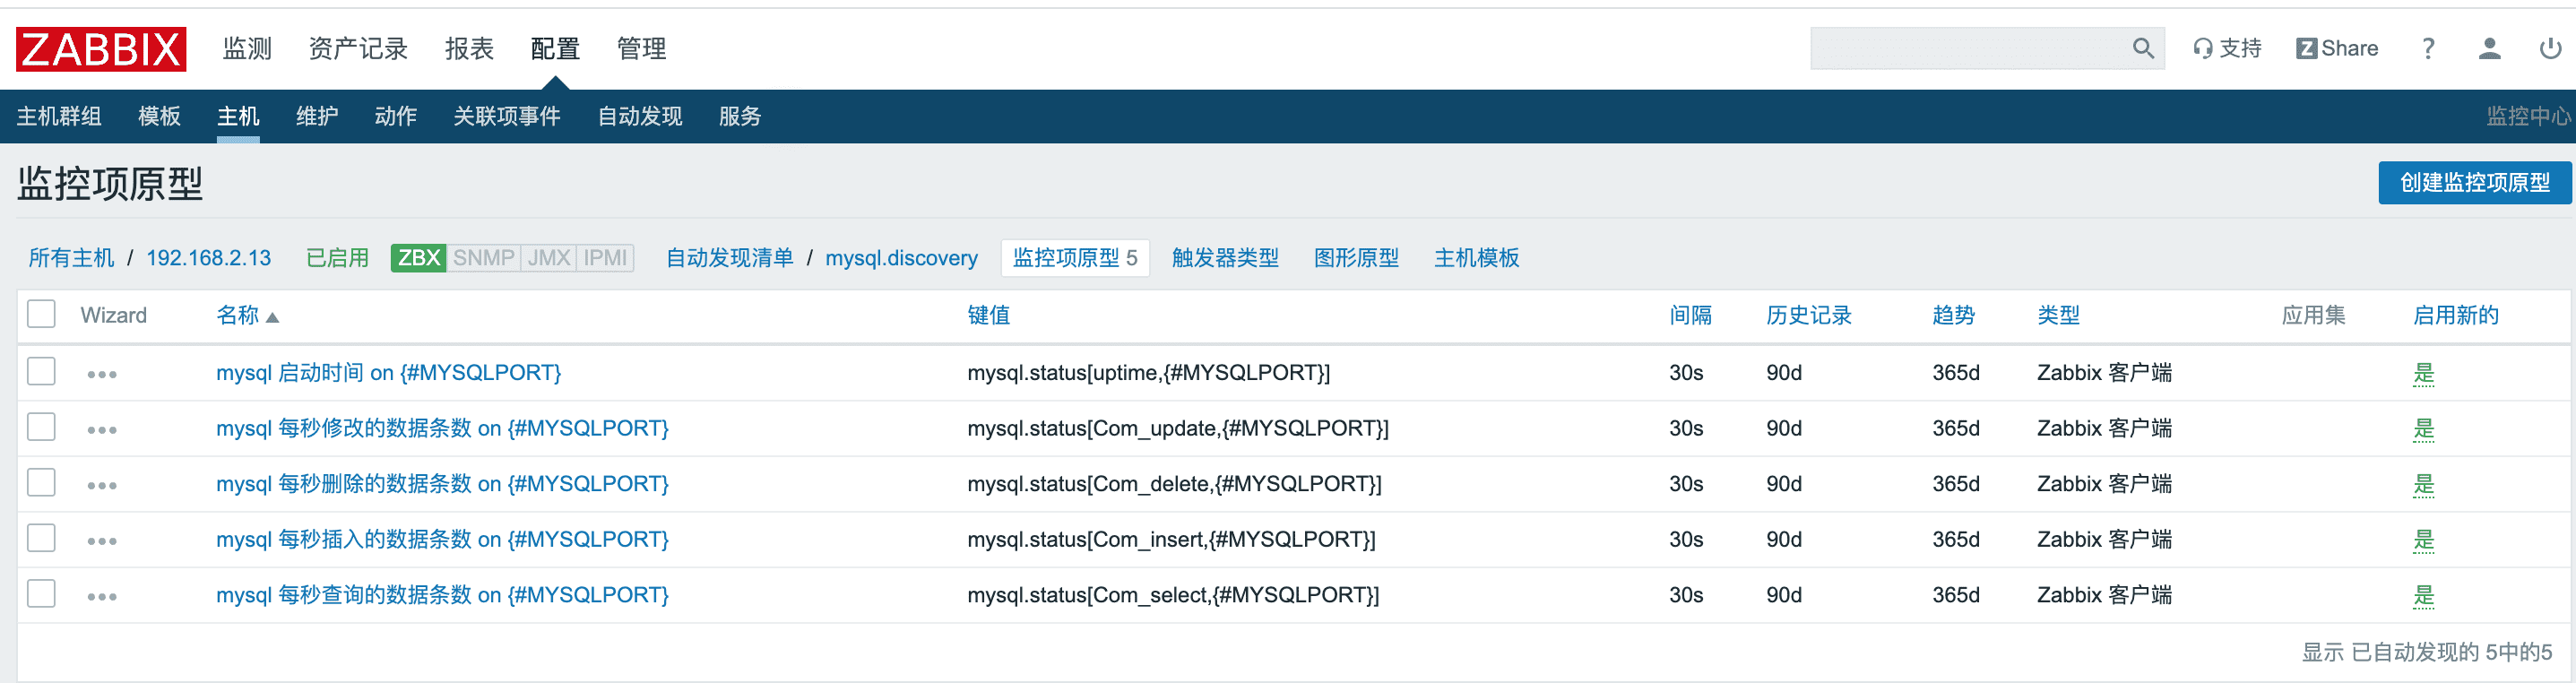 ZABBIX 监测 资产记录 报表 配置 管理 支持 Z Share ?
主机群组 模板 主机 维护 动作 关联项事件 自动发现 服务 监控中心
监控项原型 创建监控项原型
所有主机 / 192.168.2.13 已启用 ZBX SNMP JMX IPMI 自动发现清单 / mysql.discovery 监控项原型 5 触发器类型 图形原型 主机模板
Wizard 名称 ▲ 键值 间隔 历史记录 趋势 类型 应用集 启用新的
••• mysql 启动时间 on {#MYSQLPORT} mysql.status[uptime,{#MYSQLPORT}] 30s 90d 365d Zabbix 客户端 是
••• mysql 每秒修改的数据条数 on {#MYSQLPORT} mysql.status[Com_update,{#MYSQLPORT}] 30s 90d 365d Zabbix 客户端 是
••• mysql 每秒删除的数据条数 on {#MYSQLPORT} mysql.status[Com_delete,{#MYSQLPORT}] 30s 90d 365d Zabbix 客户端 是
••• mysql 每秒插入的数据条数 on {#MYSQLPORT} mysql.status[Com_insert,{#MYSQLPORT}] 30s 90d 365d Zabbix 客户端 是
••• mysql 每秒查询的数据条数 on {#MYSQLPORT} mysql.status[Com_select,{#MYSQLPORT}] 30s 90d 365d Zabbix 客户端 是
显示 已自动发现的 5中的5